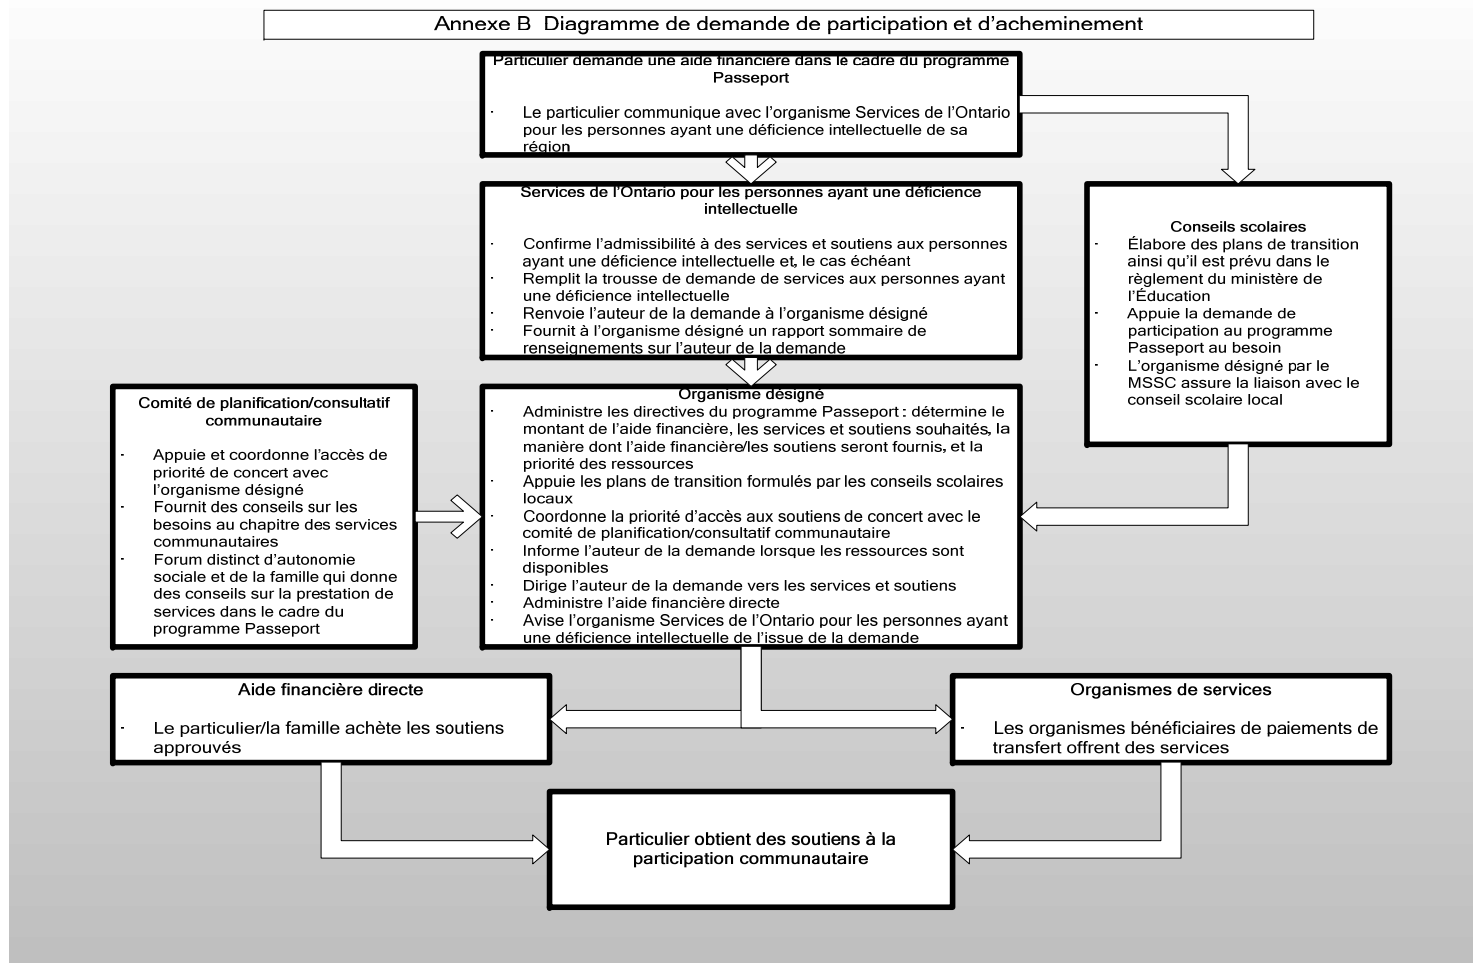 Annexe B  Diagramme de demande de participation et d'acheminement
Particulier demande une aide financière dans le cadre du programme
Passeport
· Le particulier communique avec l'organisme Services de l'Ontario
pour les personnes ayant une déficience intellectuelle de sa
région
Services de l'Ontario pour les personnes ayant une déficience
intellectuelle
· Confirme l'admissibilité à des services et soutiens aux personnes
ayant une déficience intellectuelle et, le cas échéant
· Remplit la trousse de demande de services aux personnes ayant
une déficience intellectuelle
· Renvoie l'auteur de la demande à l'organisme désigné
· Fournit à l'organisme désigné un rapport sommaire de
renseignements sur l'auteur de la demande
Conseils scolaires
· Élabore des plans de transition
ainsi qu'il est prévu dans le
règlement du ministère de
l'Éducation
· Appuie la demande de
participation au programme
Passeport au besoin
· L'organisme désigné par le
MSSC assure la liaison avec le
conseil scolaire local
Comité de planification/consultatif
communautaire
· Appuie et coordonne l'accès de
priorité de concert avec
l'organisme désigné
· Fournit des conseils sur les
besoins au chapitre des services
communautaires
· Forum distinct d'autonomie
sociale et de la famille qui donne
des conseils sur la prestation de
services dans le cadre du
programme Passeport
Organisme désigné
· Administre les directives du programme Passeport : détermine le
montant de l'aide financière, les services et soutiens souhaités, la
manière dont l'aide financière/les soutiens seront fournis, et la
priorité des ressources
· Appuie les plans de transition formulés par les conseils scolaires
locaux
· Coordonne la priorité d'accès aux soutiens de concert avec le
comité de planification/consultatif communautaire
· Informe l'auteur de la demande lorsque les ressources sont
disponibles
· Dirige l'auteur de la demande vers les services et soutiens
· Administre l'aide financière directe
· Avise l'organisme Services de l'Ontario pour les personnes ayant
une déficience intellectuelle de l'issue de la demande
Aide financière directe
· Le particulier/la famille achète les soutiens
approuvés
Organismes de services
· Les organismes bénéficiaires de paiements de
transfert offrent des services
Particulier obtient des soutiens à la
participation communautaire